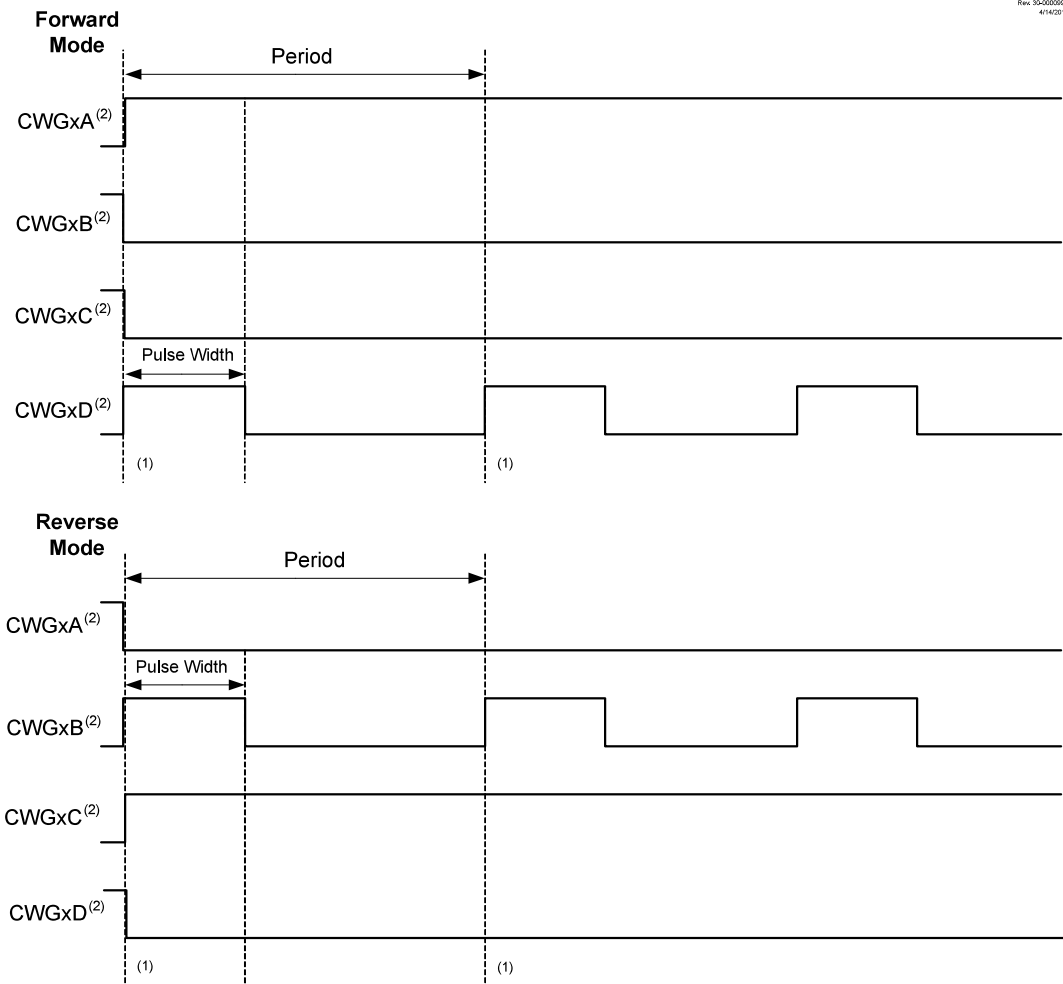 Forward
Mode
Period
CWGxA(2)
CWGxB(2)
CWGxC(2)
Pulse Width
CWGxD(2)
(1) (1)
Reverse
Mode
Period
CWGxA(2)
Pulse Width
CWGxB(2)
CWGxC(2)
CWGxD(2)
(1) (1)